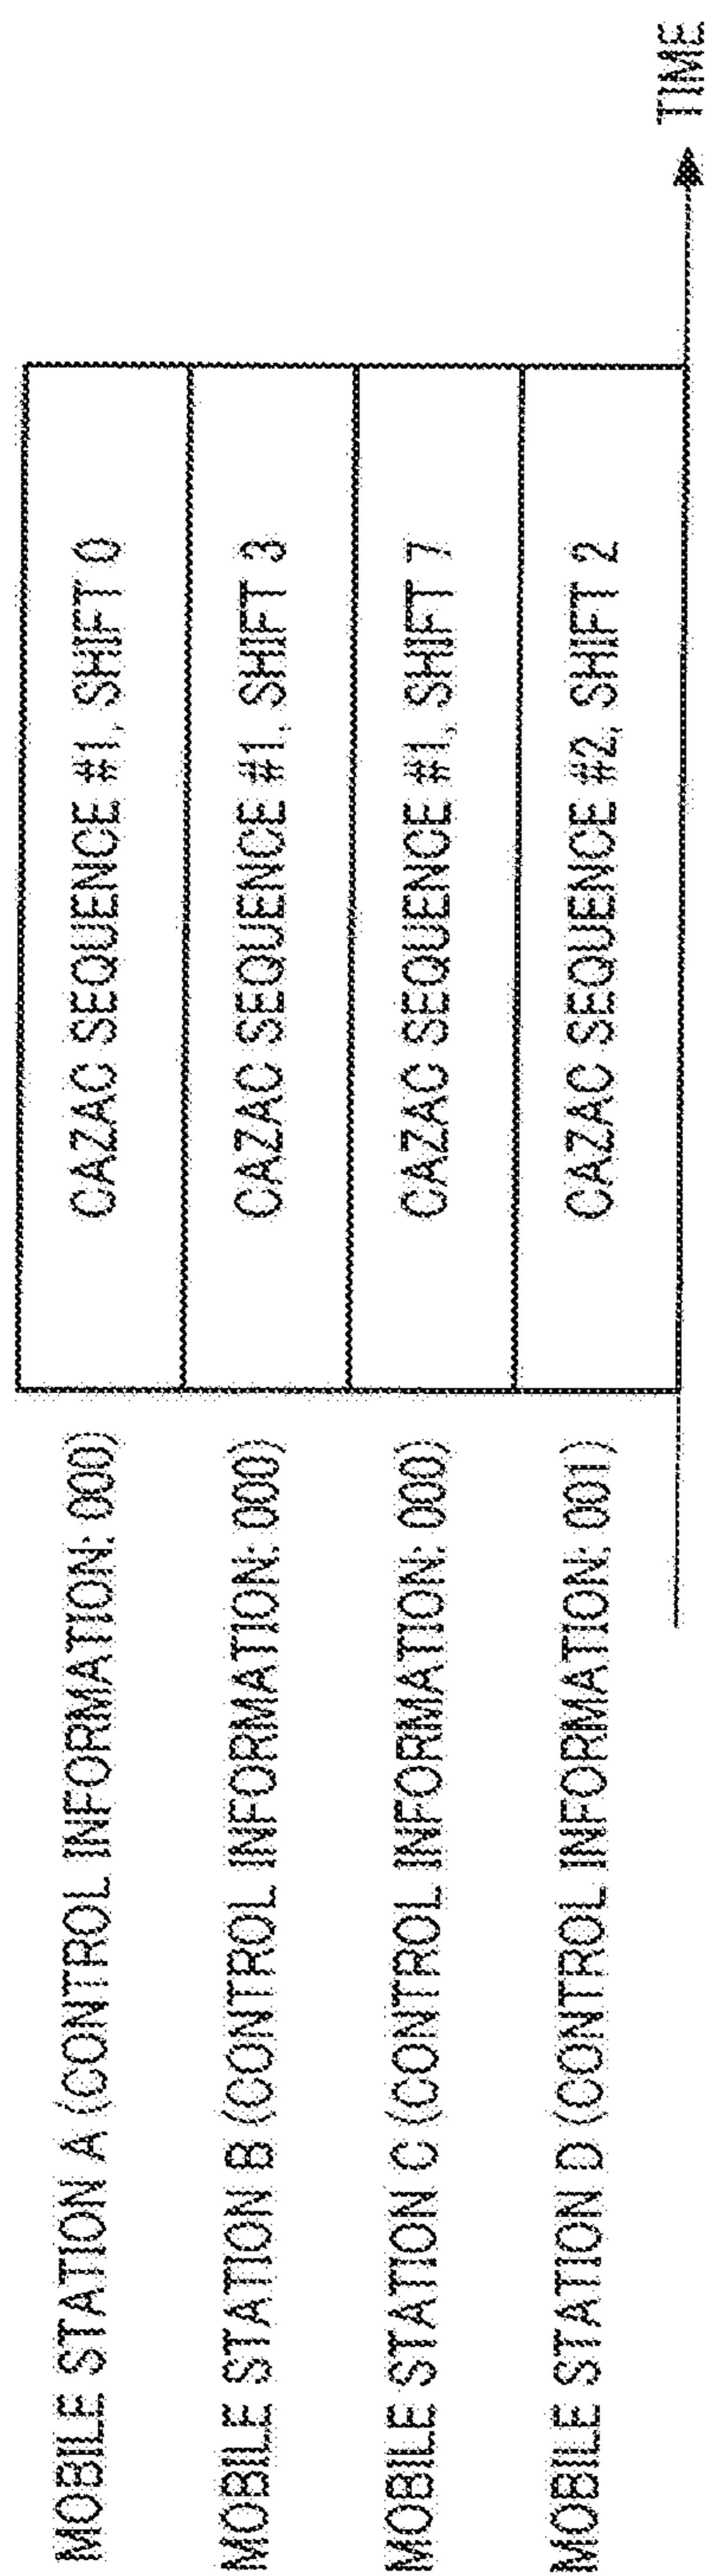 MOBILE STATION A (CONTROL INFORMATION: 000) CAZAC SEQUENCE #1, SHIFT 0
MOBILE STATION B (CONTROL INFORMATION: 000) CAZAC SEQUENCE #1, SHIFT 3
MOBILE STATION C (CONTROL INFORMATION: 000) CAZAC SEQUENCE #1, SHIFT 7
MOBILE STATION D (CONTROL INFORMATION: 001) CAZAC SEQUENCE #2, SHIFT 2
TIME